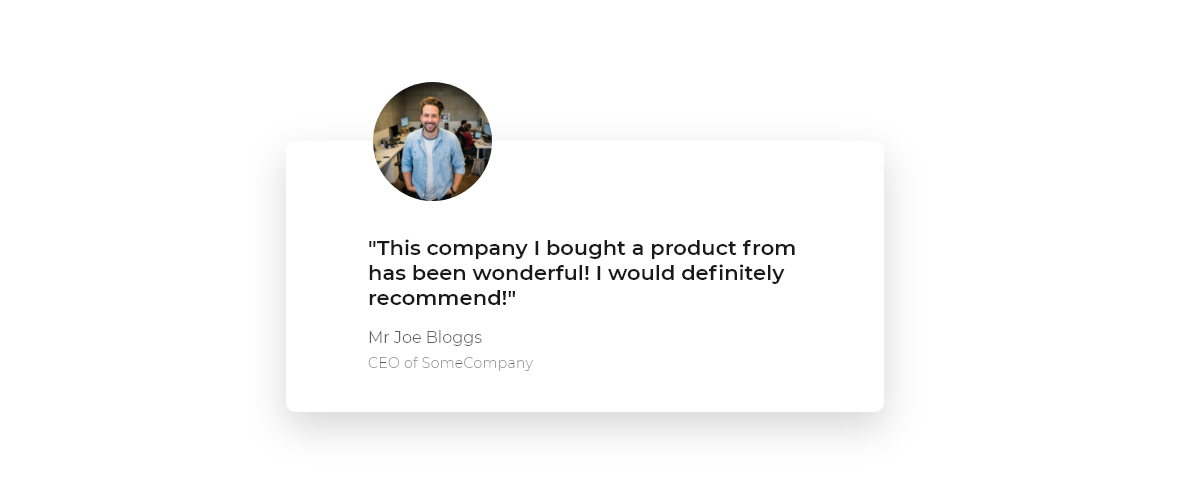 "This company I bought a product from
has been wonderful! I would definitely
recommend!"
Mr Joe Bloggs
CEO of SomeCompany